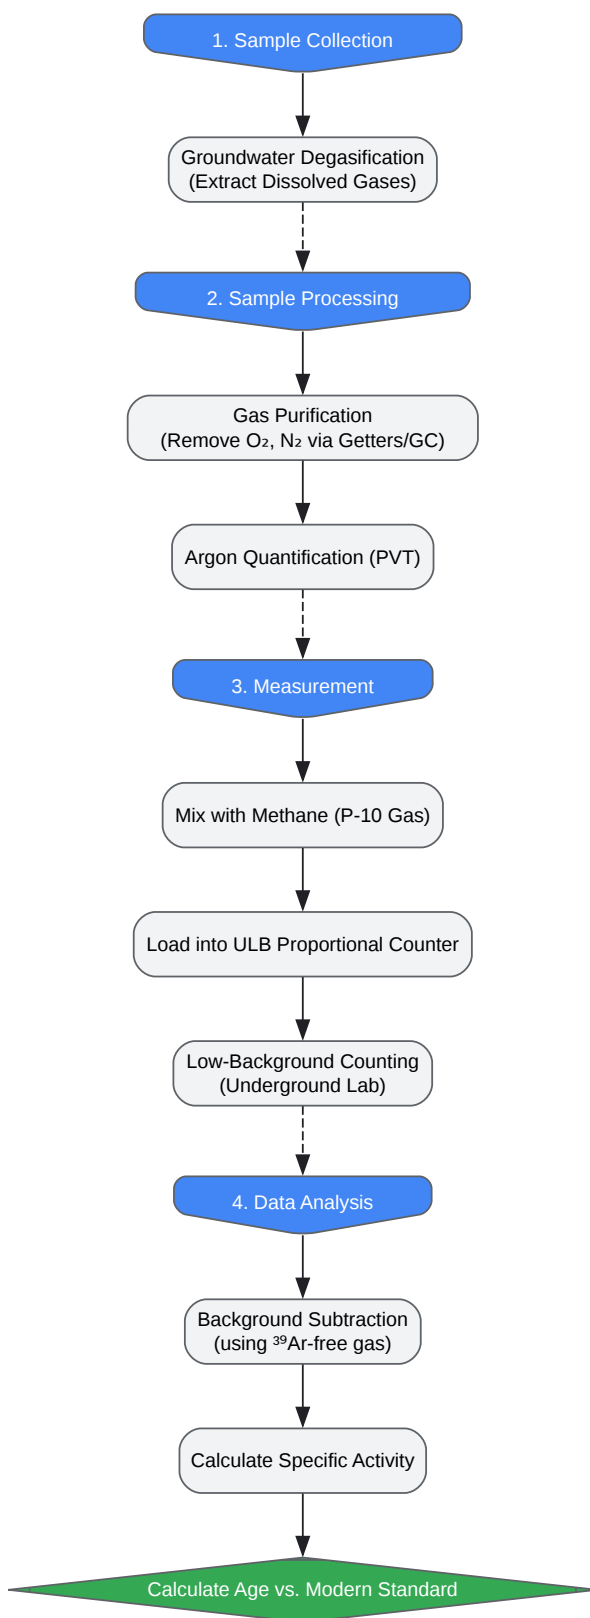 1. Sample Collection
Groundwater Degasification
(Extract Dissolved Gases)
2. Sample Processing
Gas Purification
(Remove O₂, N₂ via Getters/GC)
Argon Quantification (PVT)
3. Measurement
Mix with Methane (P-10 Gas)
Load into ULB Proportional Counter
Low-Background Counting
(Underground Lab)
4. Data Analysis
Background Subtraction
(using ³⁹Ar-free gas)
Calculate Specific Activity
Calculate Age vs. Modern Standard